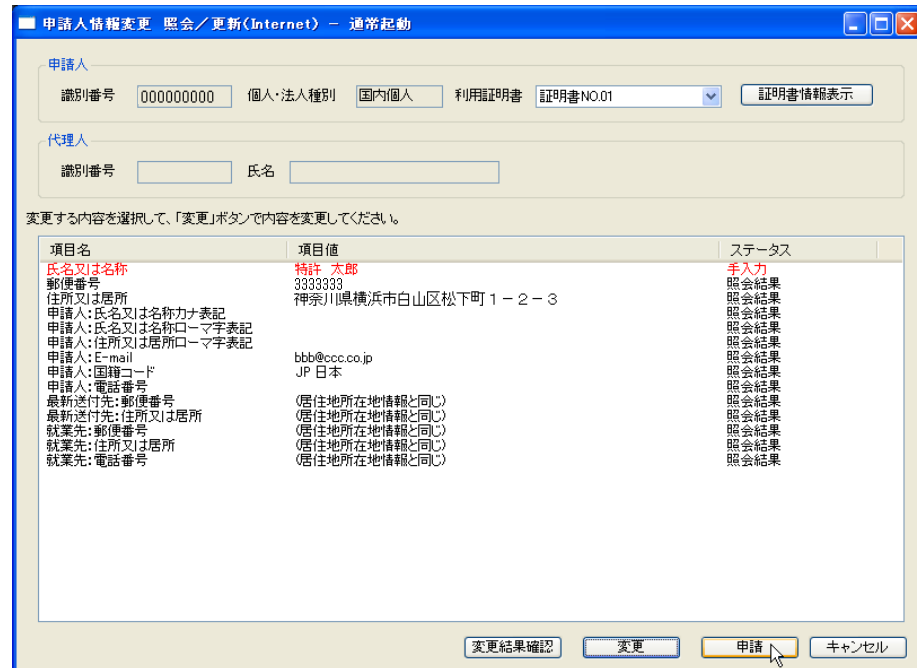 申請人情報変更 照会/更新(Internet) － 通常起動
申請人
識別番号 000000000 個人・法人種別 国内個人 利用証明書 証明書NO.01 証明書情報表示
代理人
識別番号 氏名
変更する内容を選択して、「変更」ボタンで内容を変更してください。
項目名 項目値 ステータス
氏名又は名称 特許 太郎 手入力
郵便番号 3333333 照会結果
住所又は居所 神奈川県横浜市白山区松下町１－２－３ 照会結果
申請人:氏名又は名称カナ表記 照会結果
申請人:氏名又は名称ローマ字表記 照会結果
申請人:住所又は居所ローマ字表記 照会結果
申請人:E-mail bbb@ccc.co.jp 照会結果
申請人:国籍コード JP 日本 照会結果
申請人:電話番号 照会結果
最新送付先:郵便番号 (居住地所在地情報と同じ) 照会結果
最新送付先:住所又は居所 (居住地所在地情報と同じ) 照会結果
就業先:郵便番号 (居住地所在地情報と同じ) 照会結果
就業先:住所又は居所 (居住地所在地情報と同じ) 照会結果
就業先:電話番号 (居住地所在地情報と同じ) 照会結果
変更結果確認 変更 申請 キャンセル